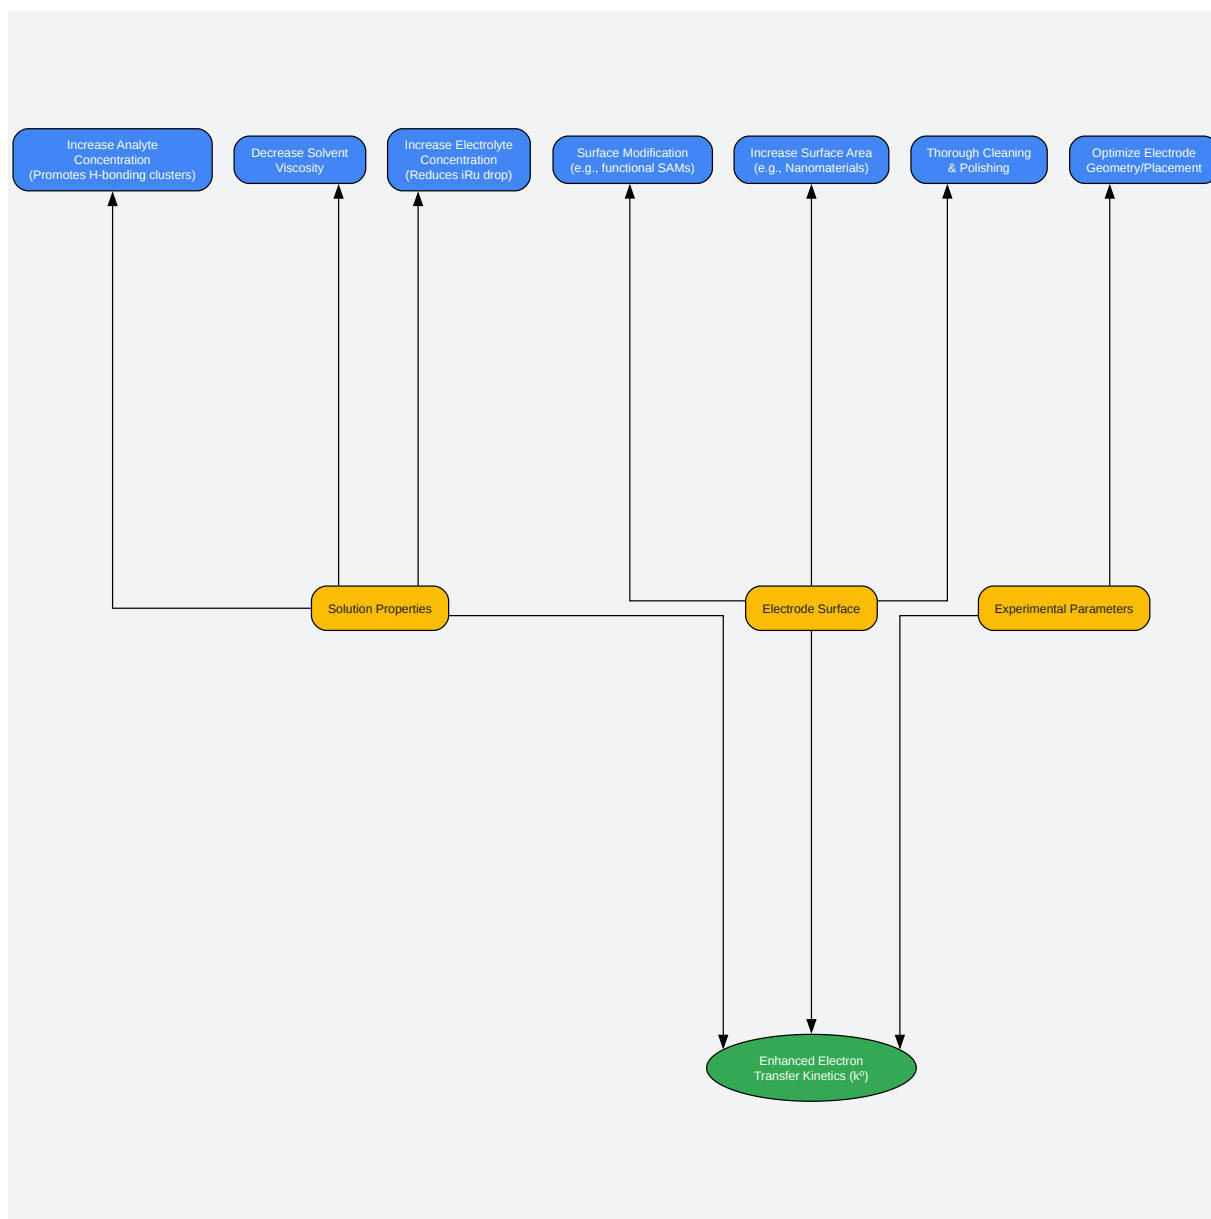 Increase Analyte
Concentration
(Promotes H-bonding clusters)
Decrease Solvent
Viscosity
Increase Electrolyte
Concentration
(Reduces iRu drop)
Surface Modification
(e.g., functional SAMs)
Increase Surface Area
(e.g., Nanomaterials)
Thorough Cleaning
& Polishing
Optimize Electrode
Geometry/Placement
Solution Properties
Electrode Surface
Experimental Parameters
Enhanced Electron
Transfer Kinetics (k⁰)